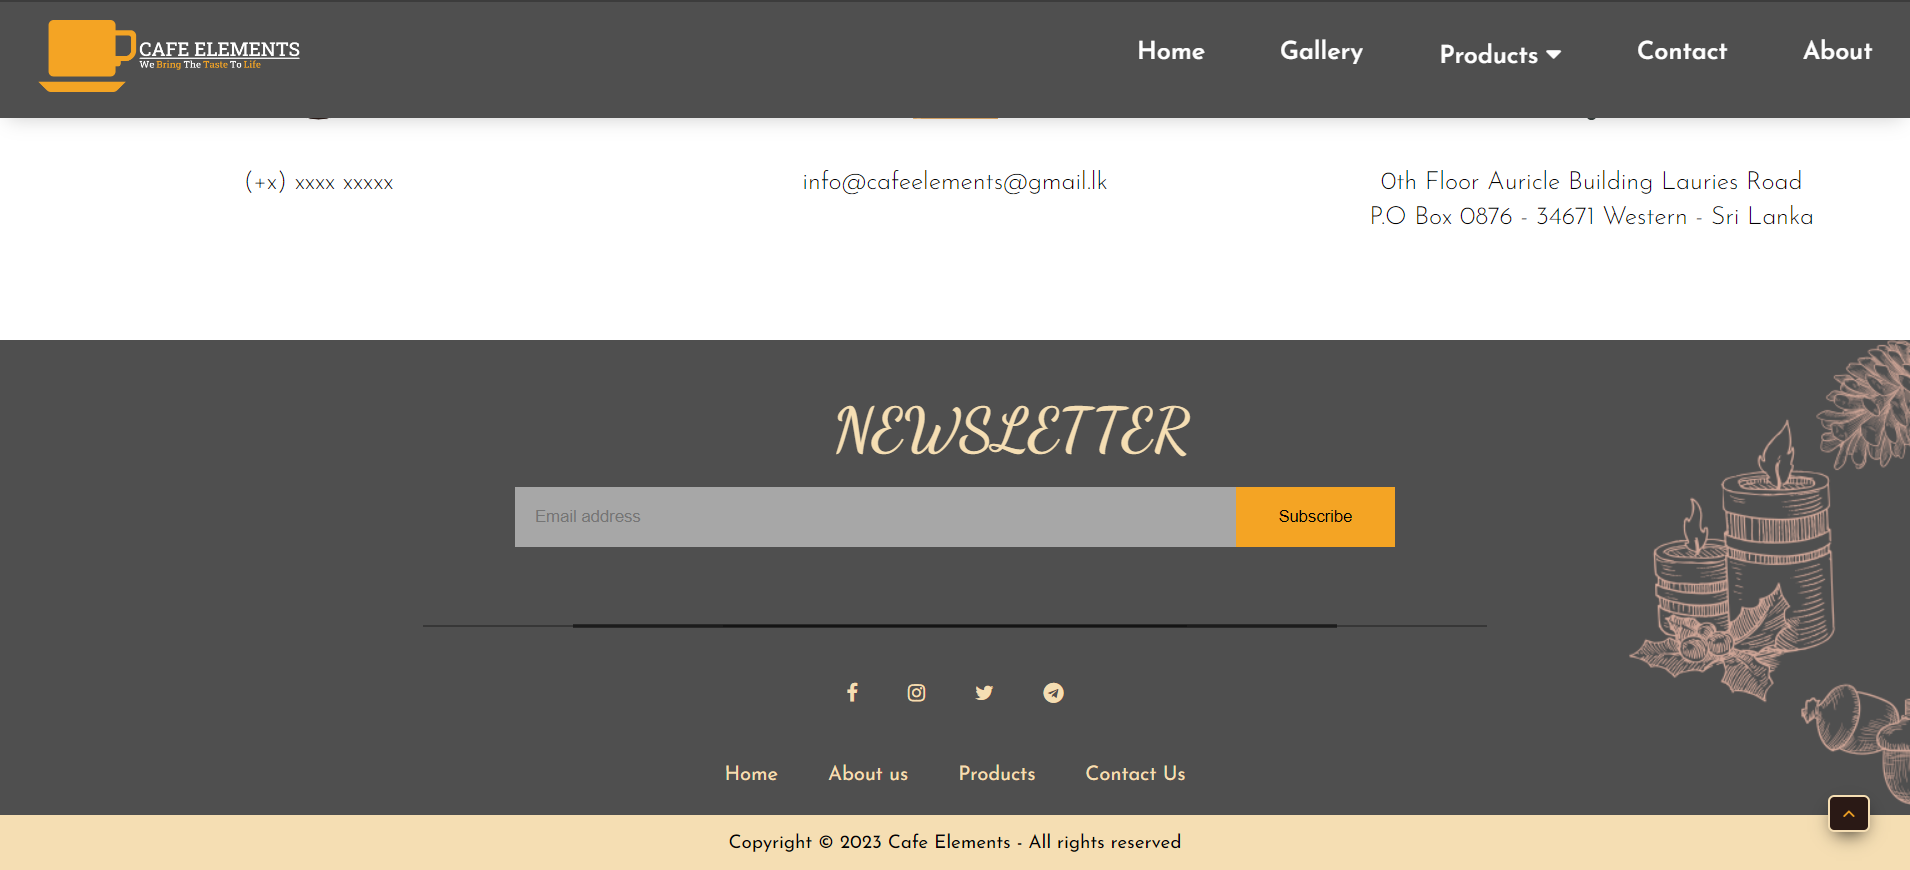 CAFE ELEMENTS
We Bring The Taste To Life
Home Gallery Products Contact About
(+x) xxxx xxxxx
info@cafeelements@gmail.lk
0th Floor Auricle Building Lauries Road
P.O Box 0876 - 34671 Western - Sri Lanka
NEWSLETTER
Email address
Subscribe
Home About us Products Contact Us
Copyright © 2023 Cafe Elements - All rights reserved